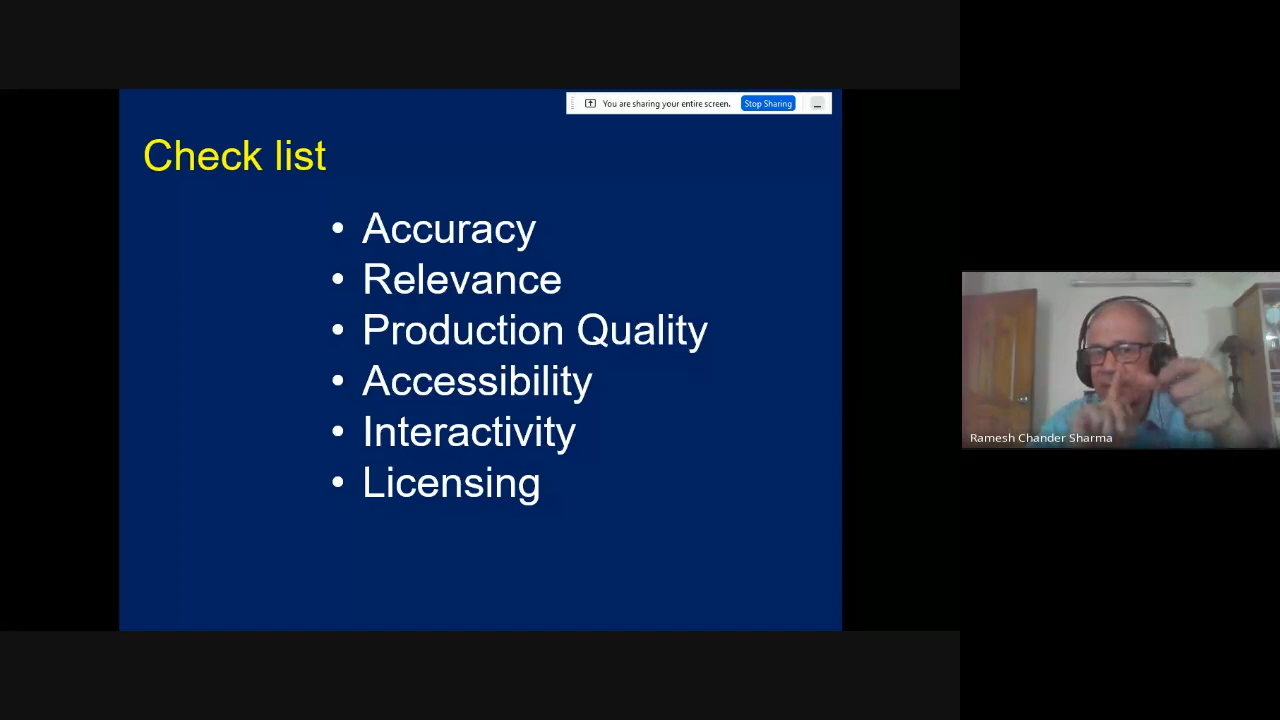 You are sharing your entire screen. Stop Sharing
Check list
• Accuracy
• Relevance
• Production Quality
• Accessibility
• Interactivity
• Licensing
Ramesh Chander Sharma